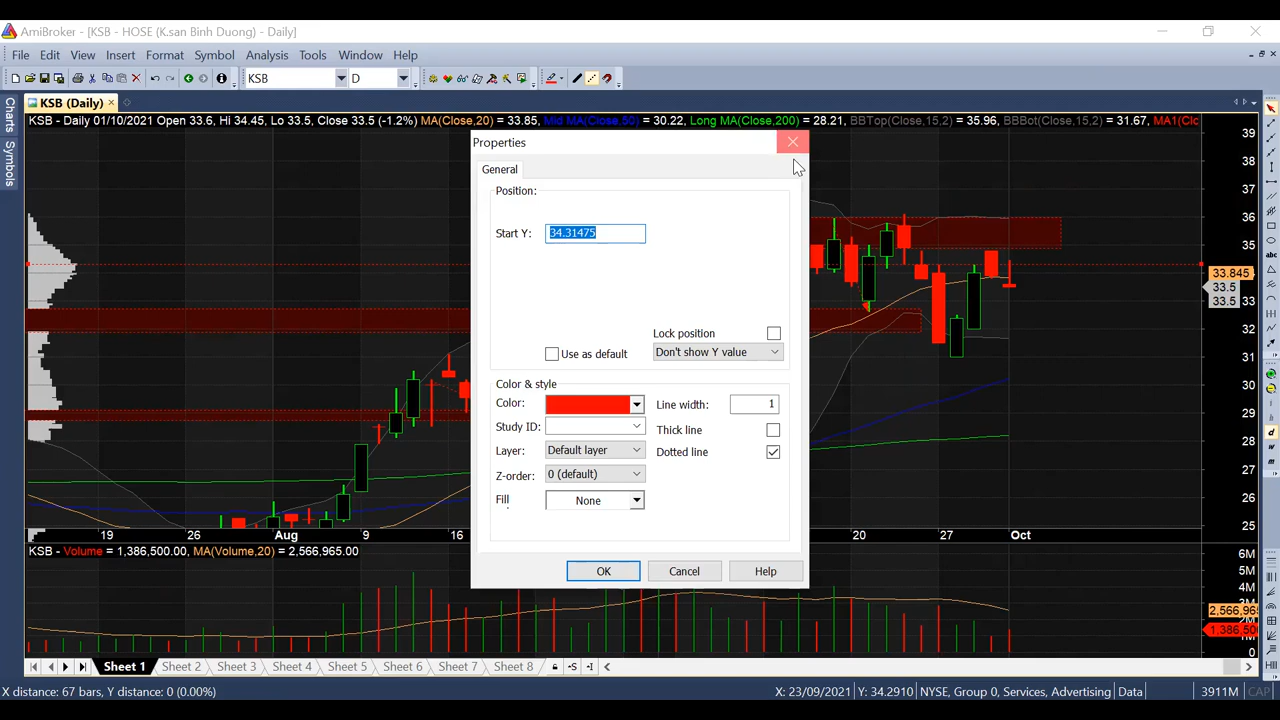 AmiBroker - [KSB - HOSE (K.san Binh Duong) - Daily]
File Edit View Insert Format Symbol Analysis Tools Window Help
KSB D
KSB (Daily)
KSB - Daily 01/10/2021 Open 33.6, Hi 34.45, Lo 33.5, Close 33.5 (-1.2%) MA(Close,20) = 33.85, Mid MA(Close,50) = 30.22, Long MA(Close,200) = 28.21, BBTop(Close,15,2) = 35.96, BBBot(Close,15,2) = 31.67, MA1(Clo
Charts
Symbols
Properties
General
Position:
Start Y: 34.31475
Lock position
Use as default
Don't show Y value
Color & style
Color:
Line width: 1
Study ID:
Thick line
Layer: Default layer
Dotted line
Z-order: 0 (default)
Fill None
OK Cancel Help
39
38
37
36
35
33.845
33.5
33.5
33
32
31
30
29
28
27
26
25
19 26 Aug 9 16 20 27 Oct
KSB - Volume = 1,386,500.00, MA(Volume,20) = 2,566,965.00
6M
5M
4M
3M
2,566,965
1,386,500
0
Sheet 1 Sheet 2 Sheet 3 Sheet 4 Sheet 5 Sheet 6 Sheet 7 Sheet 8
X distance: 67 bars, Y distance: 0 (0.00%)
X: 23/09/2021 Y: 34.2910 NYSE, Group 0, Services, Advertising Data 3911M CAP